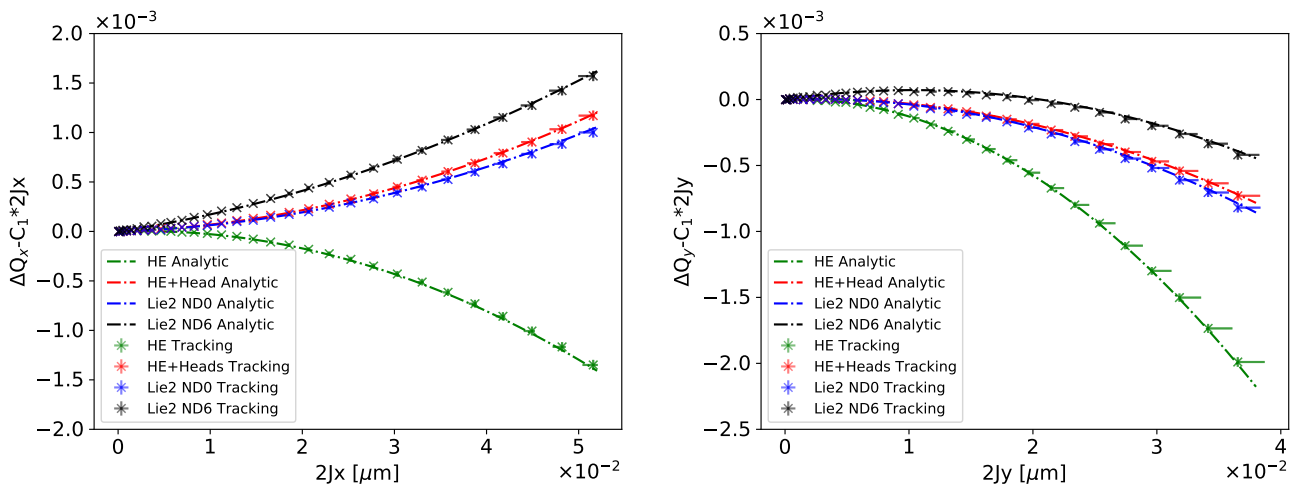 ×10⁻³
2.0
1.5
1.0
0.5
0.0
−0.5
−1.0
−1.5
−2.0
ΔQₓ-C₁*2Jx
HE Analytic
HE+Head Analytic
Lie2 ND0 Analytic
Lie2 ND6 Analytic
HE Tracking
HE+Heads Tracking
Lie2 ND0 Tracking
Lie2 ND6 Tracking
0 1 2 3 4 5
2Jx [μm]
×10⁻²
×10⁻³
0.5
0.0
−0.5
−1.0
−1.5
−2.0
−2.5
ΔQ_y-C₁*2Jy
HE Analytic
HE+Head Analytic
Lie2 ND0 Analytic
Lie2 ND6 Analytic
HE Tracking
HE+Heads Tracking
Lie2 ND0 Tracking
Lie2 ND6 Tracking
0 1 2 3 4
2Jy [μm]
×10⁻²